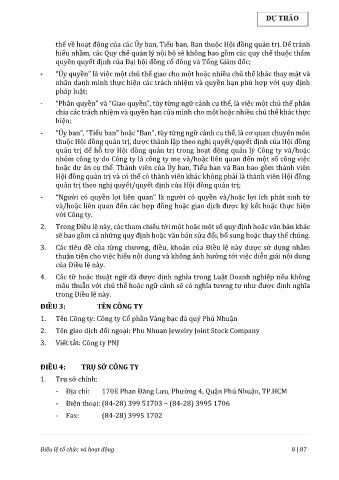 DỰ THẢO
thế về hoạt động của các Ủy ban, Tiểu ban, Ban thuộc Hội đồng quản trị. Để tránh
hiểu nhầm, các Quy chế quản lý nội bộ sẽ không bao gồm các quy chế thuộc thẩm
quyền quyết định của Đại hội đồng cổ đông và Tổng Giám đốc;
- “Ủy quyền” là việc một chủ thể giao cho một hoặc nhiều chủ thể khác thay mặt và
nhân danh mình thực hiện các trách nhiệm và quyền hạn phù hợp với quy định
pháp luật;
- “Phân quyền” và “Giao quyền”, tùy từng ngữ cảnh cụ thể, là việc một chủ thể phân
chia các trách nhiệm và quyền hạn của mình cho một hoặc nhiều chủ thể khác thực
hiện;
- “Ủy ban”, “Tiểu ban” hoặc “Ban”, tùy từng ngữ cảnh cụ thể, là cơ quan chuyên môn
thuộc Hội đồng quản trị, được thành lập theo nghị quyết/quyết định của Hội đồng
quản trị để hỗ trợ Hội đồng quản trị trong hoạt động quản lý Công ty và/hoặc
nhóm công ty do Công ty là công ty mẹ và/hoặc liên quan đến một số công việc
hoặc dự án cụ thể. Thành viên của Ủy ban, Tiểu ban và Ban bao gồm thành viên
Hội đồng quản trị và có thể có thành viên khác không phải là thành viên Hội đồng
quản trị theo nghị quyết/quyết định của Hội đồng quản trị;
- “Người có quyền lợi liên quan” là người có quyền và/hoặc lợi ích phát sinh từ
và/hoặc liên quan đến các hợp đồng hoặc giao dịch được ký kết hoặc thực hiện
với Công ty.
2. Trong Điều lệ này, các tham chiếu tới một hoặc một số quy định hoặc văn bản khác
sẽ bao gồm cả những quy định hoặc văn bản sửa đổi, bổ sung hoặc thay thế chúng.
3. Các tiêu đề của từng chương, điều, khoản của Điều lệ này được sử dụng nhằm
thuận tiện cho việc hiểu nội dung và không ảnh hưởng tới việc diễn giải nội dung
của Điều lệ này.
4. Các từ hoặc thuật ngữ đã được định nghĩa trong Luật Doanh nghiệp nếu không
mâu thuẫn với chủ thể hoặc ngữ cảnh sẽ có nghĩa tương tự như được định nghĩa
trong Điều lệ này.
ĐIỀU 3: TÊN CÔNG TY
1. Tên Công ty: Công ty Cổ phần Vàng bạc đá quý Phú Nhuận
2. Tên giao dịch đối ngoại: Phu Nhuan Jewelry Joint Stock Company
3. Viết tắt: Công ty PNJ
ĐIỀU 4: TRỤ SỞ CÔNG TY
1. Trụ sở chính:
- Địa chỉ: 170E Phan Đăng Lưu, Phường 4, Quận Phú Nhuận, TP.HCM
- Điện thoại: (84-28) 399 51703 – (84-28) 3995 1706
- Fax: (84-28) 3995 1702
Điều lệ tổ chức và hoạt động 8 | 87